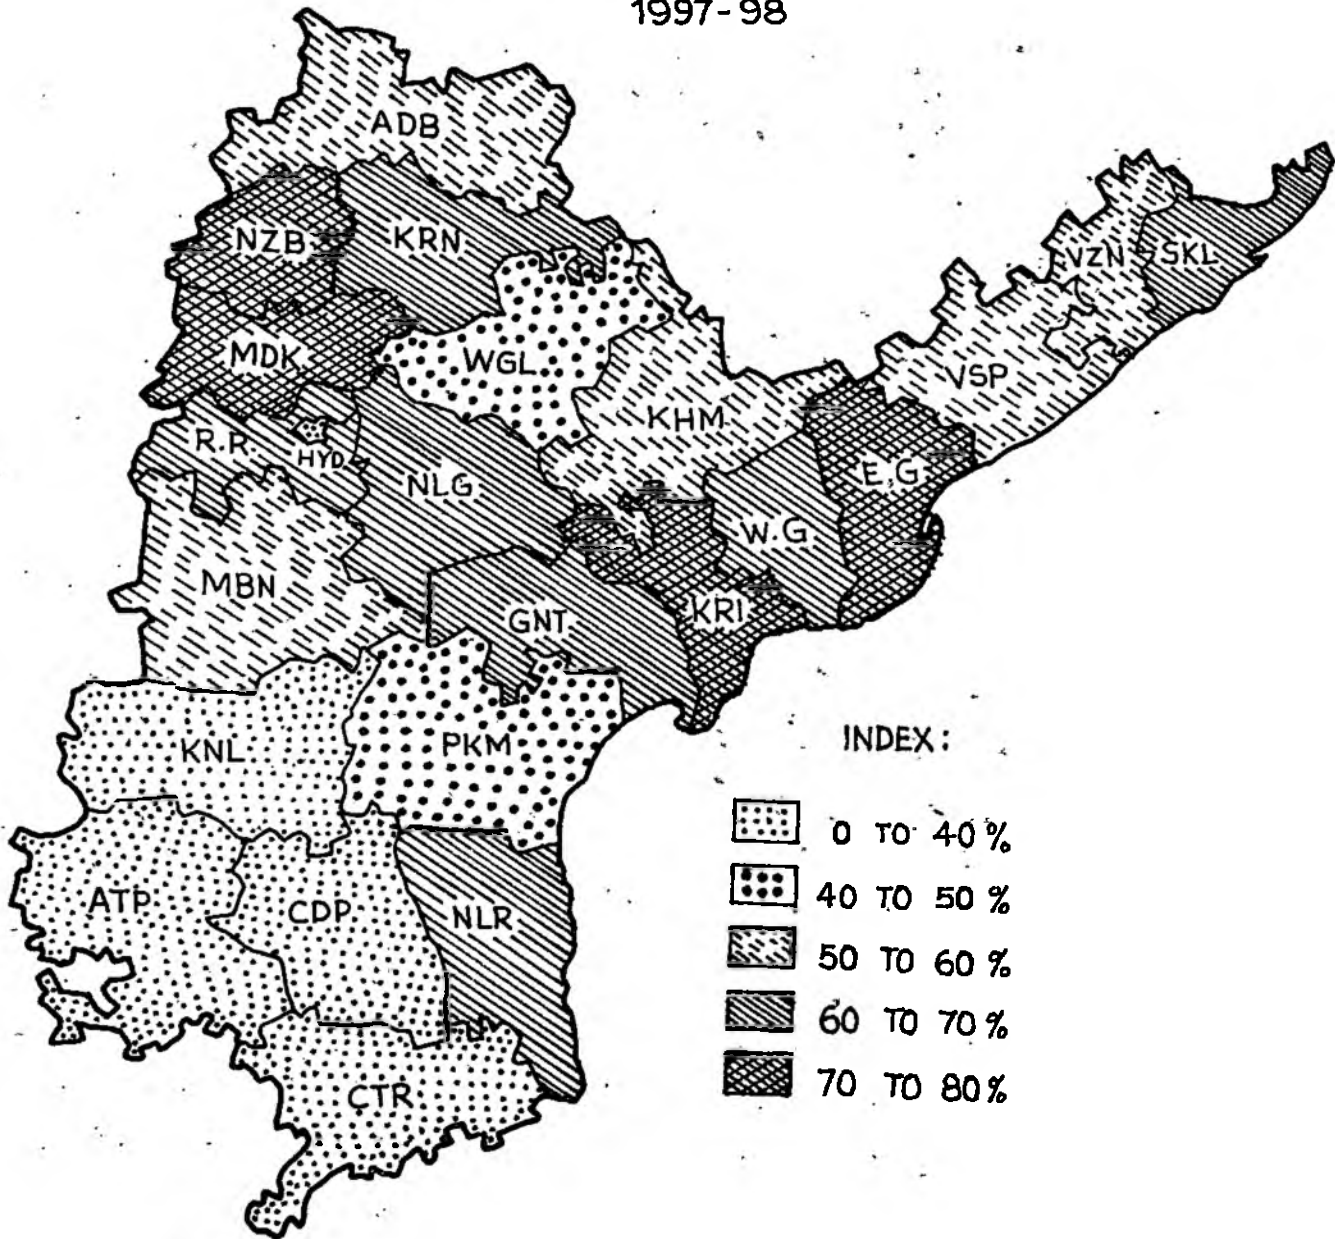 1997-98
ADB
NZB
KRN
VZN
SKL
MDK
WGL
VSP
KHM
R.R.
HYD
NLG
E.G
W.G
MBN
GNT
KRI
KNL
PKM
ATP
CDP
NLR
CTR
INDEX:
0 TO 40%
40 TO 50%
50 TO 60%
60 TO 70%
70 TO 80%